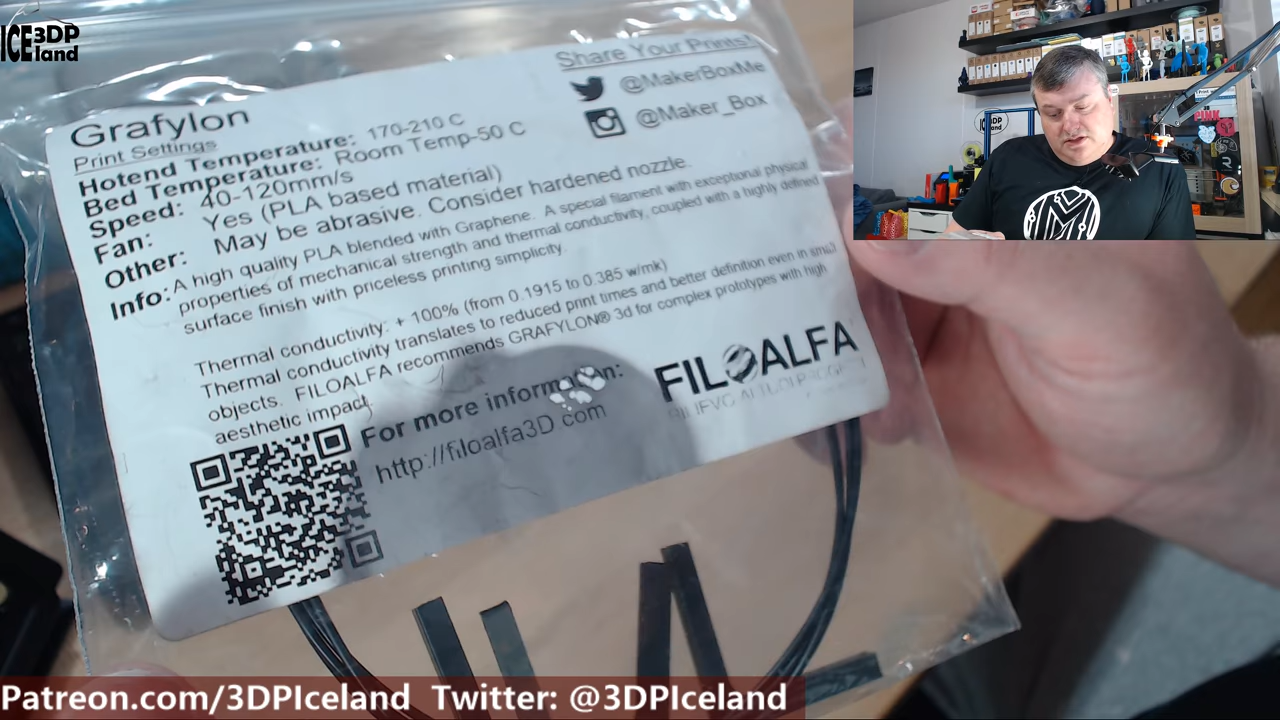 ICE 3DP
land
Share Your Prints!
@MakerBoxMe
@Maker_Box
Grafylon
Print Settings
Hotend Temperature: 170-210 C
Bed Temperature: Room Temp-50 C
Speed: 40-120mm/s
Fan: Yes (PLA based material)
Other: May be abrasive. Consider hardened nozzle.
Info: A high quality PLA blended with Graphene. A special filament with exceptional physical
properties of mechanical strength and thermal conductivity, coupled with a highly defined
surface finish with priceless printing simplicity.
Thermal conductivity: + 100% (from 0.1915 to 0.385 w/mk)
Thermal conductivity translates to reduced print times and better definition even in small
objects. FILOALFA recommends GRAFYLON® 3d for complex prototypes with high
aesthetic impact.
For more information:
http://filoalfa3D.com
FILOALFA
PINK
Patreon.com/3DPIceland Twitter: @3DPIceland